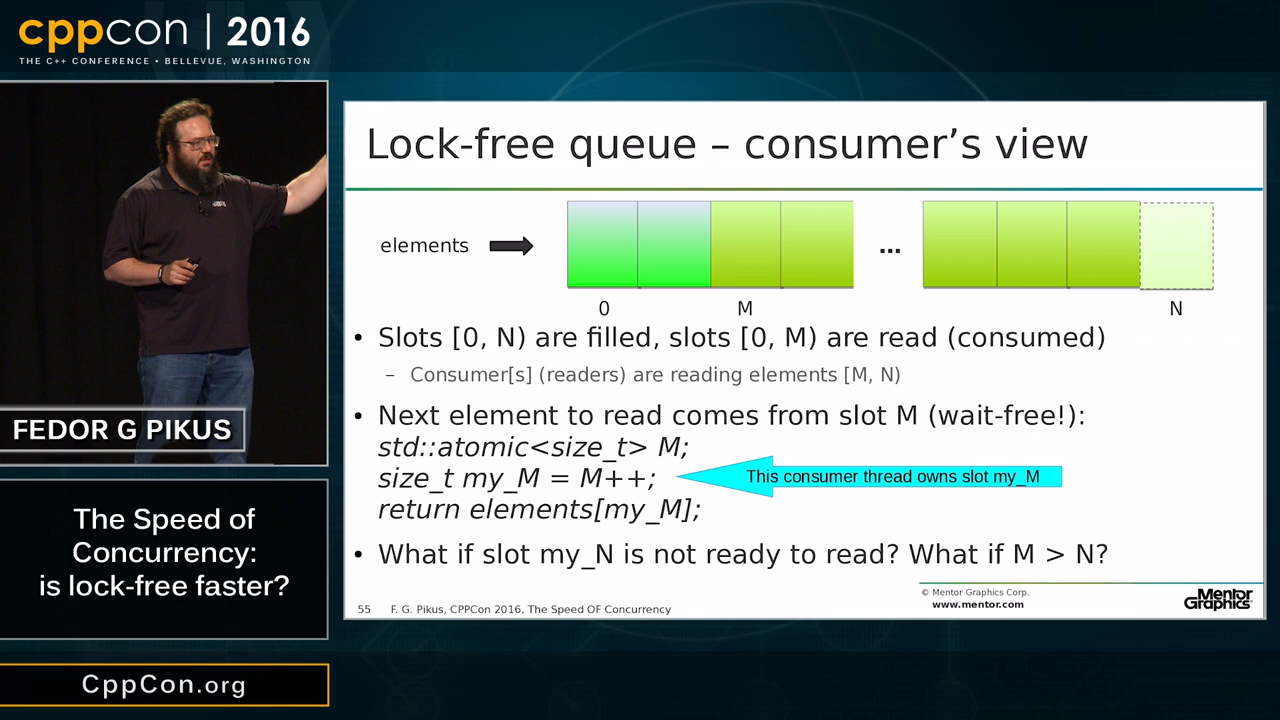 cppcon | 2016
THE C++ CONFERENCE • BELLEVUE, WASHINGTON
FEDOR G PIKUS
The Speed of
Concurrency:
is lock-free faster?
CppCon.org
Lock-free queue – consumer’s view
elements
...
0
M
N
• Slots [0, N) are filled, slots [0, M) are read (consumed)
– Consumer[s] (readers) are reading elements [M, N)
• Next element to read comes from slot M (wait-free!):
std::atomic<size_t> M;
size_t my_M = M++;
This consumer thread owns slot my_M
return elements[my_M];
• What if slot my_N is not ready to read? What if M > N?
55 F. G. Pikus, CPPCon 2016, The Speed OF Concurrency
© Mentor Graphics Corp.
www.mentor.com
Mentor
Graphics